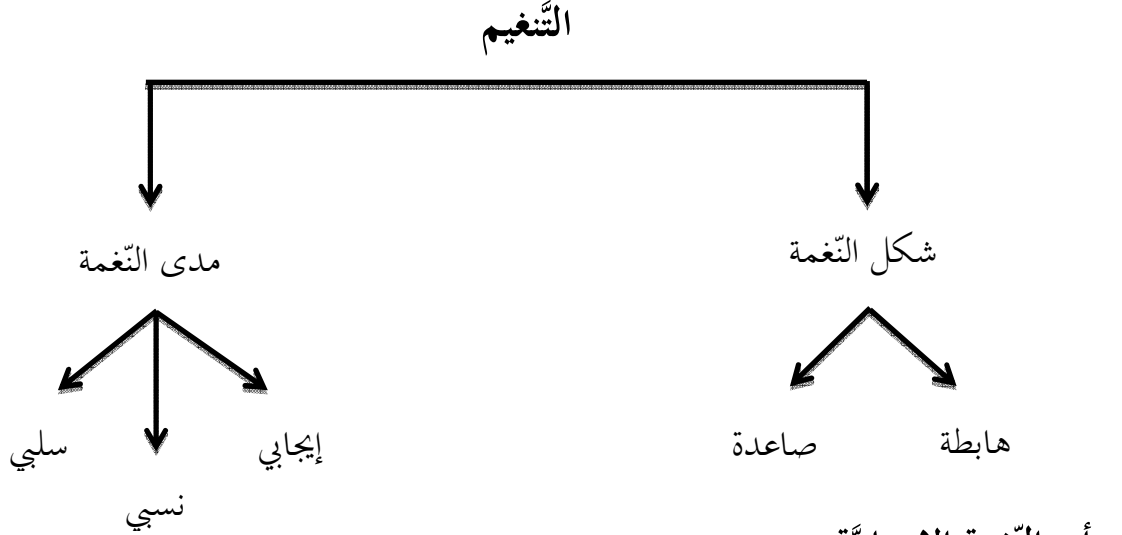 التَّنغيم
شكل النّغمة
مدى النّغمة
هابطة
صاعدة
إيجابي
نسبي
سلبي